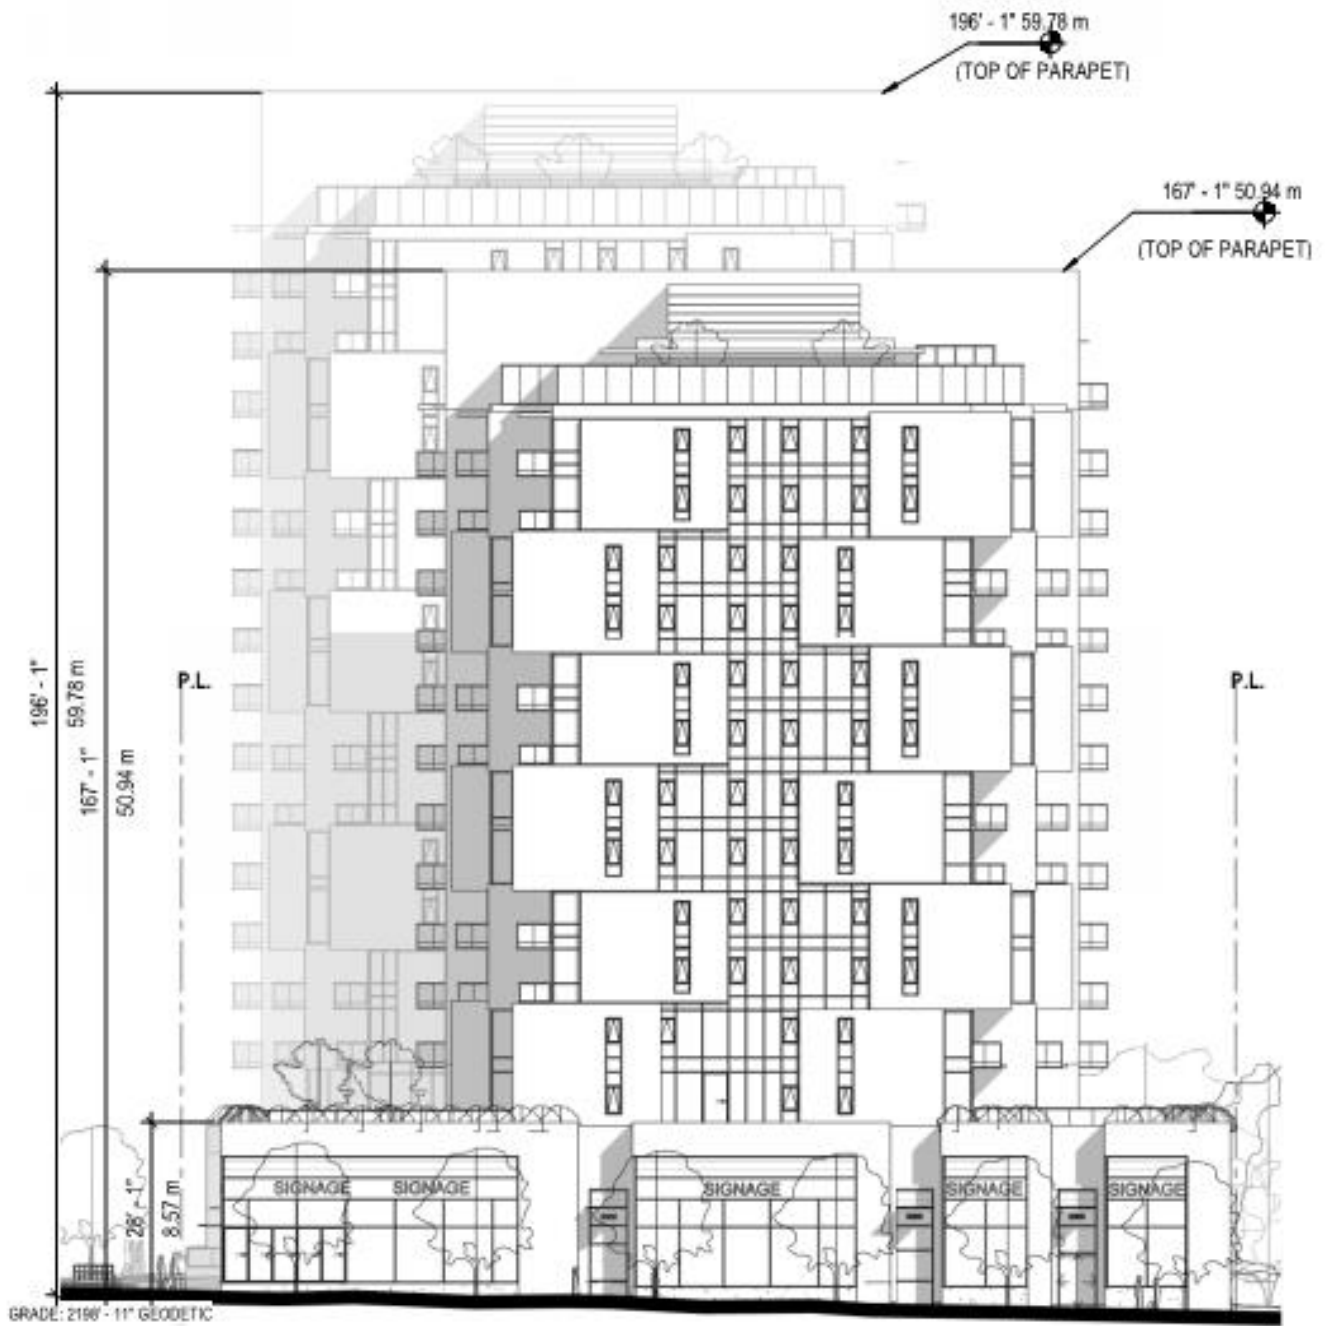 196' - 1" 59.78 m
(TOP OF PARAPET)
167' - 1" 50.94 m
(TOP OF PARAPET)
196' - 1"
59.78 m
167' - 1"
50.94 m
P.L.
P.L.
28' - 1"
8.57 m
SIGNAGE SIGNAGE SIGNAGE SIGNAGE SIGNAGE
GRADE: 2198' - 11" GEODETIC